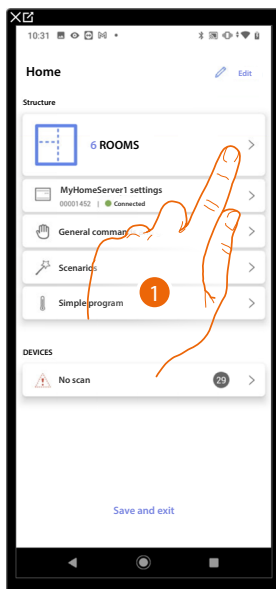 10:31
Home
Edit
Structure
6 ROOMS
MyHomeServer1 settings
00001452 | Connected
General comman
Scenarios
1
Simple program
DEVICES
No scan
29
Save and exit